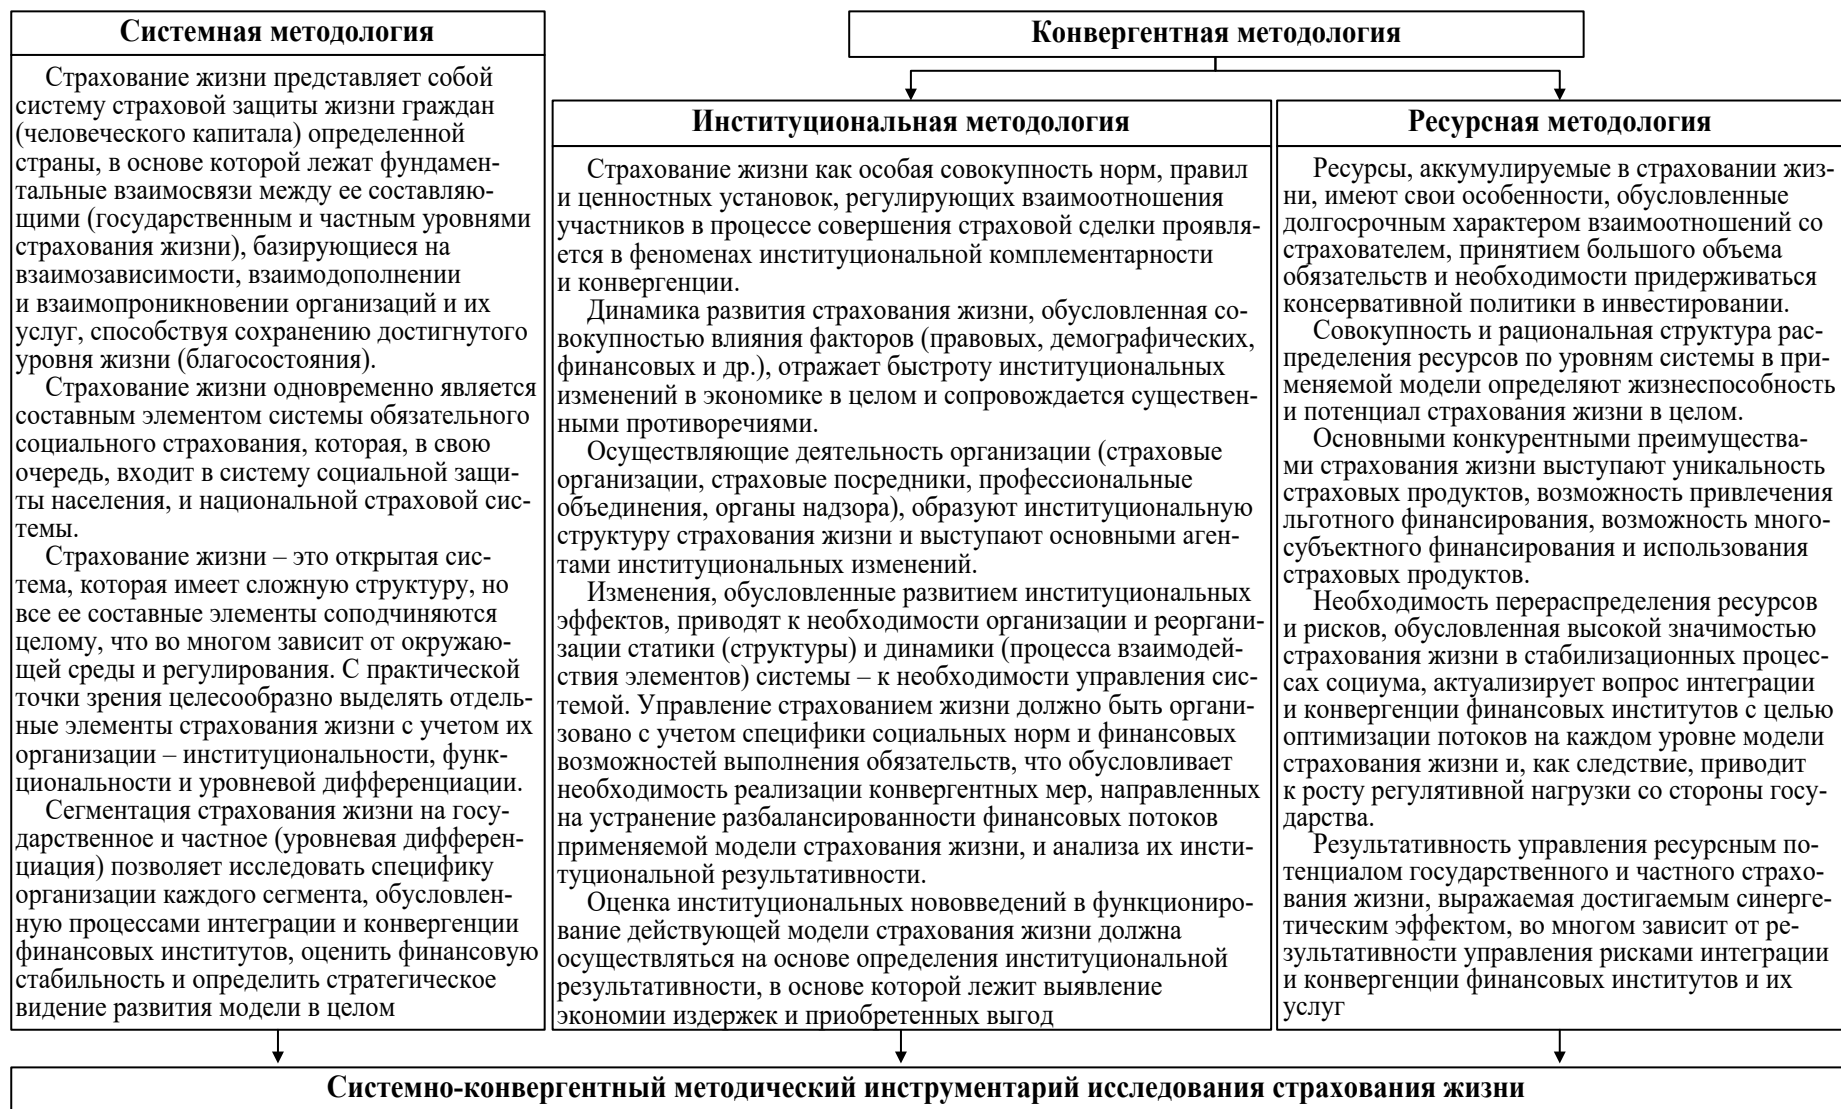 Системная методология
Страхование жизни представляет собой
систему страховой защиты жизни граждан
(человеческого капитала) определенной
страны, в основе которой лежат фундамен-
тальные взаимосвязи между ее составляю-
щими (государственным и частным уровнями
страхования жизни), базирующиеся на
взаимозависимости, взаимодополнении
и взаимопроникновении организаций и их
услуг, способствуя сохранению достигнутого
уровня жизни (благосостояния).
Страхование жизни одновременно является
составным элементом системы обязательного
социального страхования, которая, в свою
очередь, входит в систему социальной защи-
ты населения, и национальной страховой сис-
темы.
Страхование жизни – это открытая сис-
тема, которая имеет сложную структуру, но
все ее составные элементы соподчиняются
целому, что во многом зависит от окружаю-
щей среды и регулирования. С практической
точки зрения целесообразно выделять отдель-
ные элементы страхования жизни с учетом их
организации – институциональности, функ-
циональности и уровневой дифференциации.
Сегментация страхования жизни на госу-
дарственное и частное (уровневая дифферен-
циация) позволяет исследовать специфику
организации каждого сегмента, обусловлен-
ную процессами интеграции и конвергенции
финансовых институтов, оценить финансовую
стабильность и определить стратегическое
видение развития модели в целом
Конвергентная методология
Институциональная методология
Страхование жизни как особая совокупность норм, правил
и ценностных установок, регулирующих взаимоотношения
участников в процессе совершения страховой сделки проявля-
ется в феноменах институциональной комплементарности
и конвергенции.
Динамика развития страхования жизни, обусловленная со-
вокупностью влияния факторов (правовых, демографических,
финансовых и др.), отражает быстроту институциональных
изменений в экономике в целом и сопровождается существен-
ными противоречиями.
Осуществляющие деятельность организации (страховые
организации, страховые посредники, профессиональные
объединения, органы надзора), образуют институциональную
структуру страхования жизни и выступают основными аген-
тами институциональных изменений.
Изменения, обусловленные развитием институциональных
эффектов, приводят к необходимости организации и реоргани-
зации статики (структуры) и динамики (процесса взаимодей-
ствия элементов) системы – к необходимости управления сис-
темой. Управление страхованием жизни должно быть органи-
зовано с учетом специфики социальных норм и финансовых
возможностей выполнения обязательств, что обусловливает
необходимость реализации конвергентных мер, направленных
на устранение разбалансированности финансовых потоков
применяемой модели страхования жизни, и анализа их инсти-
туциональной результативности.
Оценка институциональных нововведений в функциониро-
вание действующей модели страхования жизни должна
осуществляться на основе определения институциональной
результативности, в основе которой лежит выявление
экономии издержек и приобретенных выгод
Ресурсная методология
Ресурсы, аккумулируемые в страховании жиз-
ни, имеют свои особенности, обусловленные
долгосрочным характером взаимоотношений со
страхователем, принятием большого объема
обязательств и необходимости придерживаться
консервативной политики в инвестировании.
Совокупность и рациональная структура рас-
пределения ресурсов по уровням системы в при-
меняемой модели определяют жизнеспособность
и потенциал страхования жизни в целом.
Основными конкурентными преимущества-
ми страхования жизни выступают уникальность
страховых продуктов, возможность привлечения
льготного финансирования, возможность много-
субъектного финансирования и использования
страховых продуктов.
Необходимость перераспределения ресурсов
и рисков, обусловленная высокой значимостью
страхования жизни в стабилизационных процес-
сах социума, актуализирует вопрос интеграции
и конвергенции финансовых институтов с целью
оптимизации потоков на каждом уровне модели
страхования жизни и, как следствие, приводит
к росту регулятивной нагрузки со стороны госу-
дарства.
Результативность управления ресурсным по-
тенциалом государственного и частного страхо-
вания жизни, выражаемая достигаемым синерге-
тическим эффектом, во многом зависит от ре-
зультативности управления рисками интеграции
и конвергенции финансовых институтов и их
услуг
Системно-конвергентный методический инструментарий исследования страхования жизни